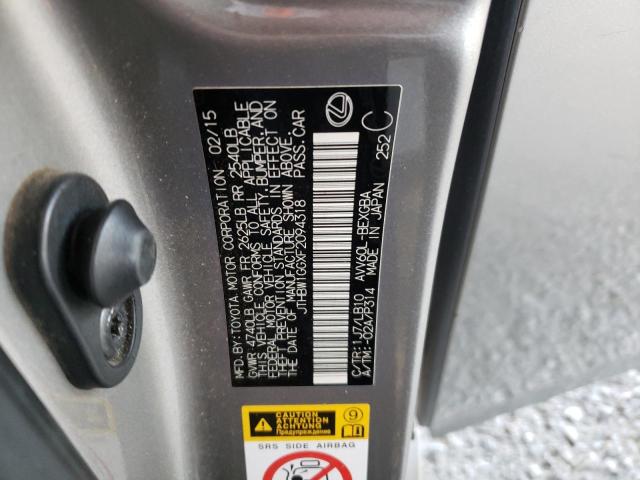 MFD. BY: TOYOTA MOTOR CORPORATION 02/15
GVWR 4740LB GAWR FR 2625LB RR 2540LB
THIS VEHICLE CONFORMS TO ALL APPLICABLE
FEDERAL MOTOR VEHICLE SAFETY, BUMPER, AND
THEFT PREVENTION STANDARDS IN EFFECT ON
THE DATE OF MANUFACTURE SHOWN ABOVE.
JTHBW1GGXF2094318 PASS. CAR
C/TR: 1J7/LB10 AVV60L-BEXGBA
A/TM: -02A/P314 MADE IN JAPAN 252 C
CAUTION
ATTENTION
ACHTUNG
Предупреждение
9
SRS SIDE AIRBAG